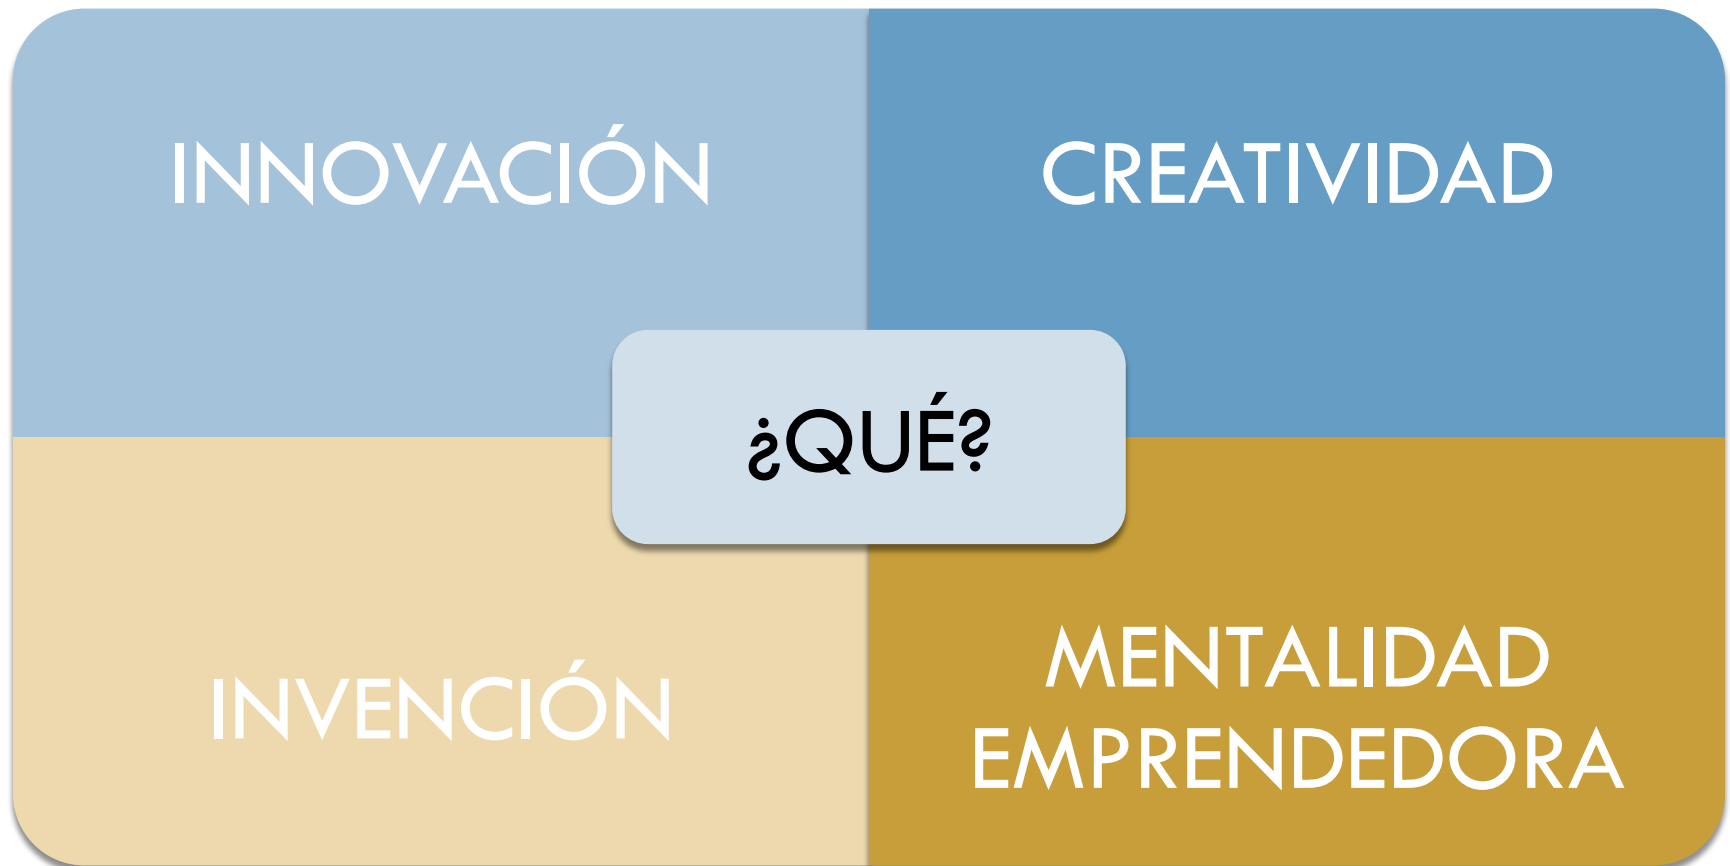 INNOVACIÓN
CREATIVIDAD
¿QUÉ?
INVENCIÓN
MENTALIDAD
EMPRENDEDORA